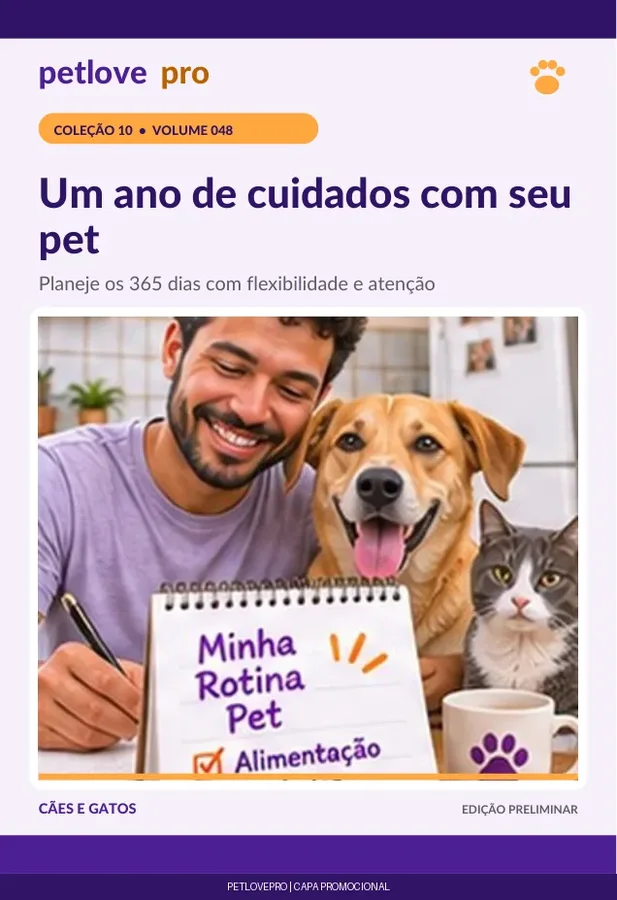 petlove pro
COLEÇÃO 10 • VOLUME 048
Um ano de cuidados com seu
pet
Planeje os 365 dias com flexibilidade e atenção
Minha
Rotina
Pet
Alimentação
CÃES E GATOS
EDIÇÃO PRELIMINAR
PETLOVEPRO | CAPA PROMOCIONAL